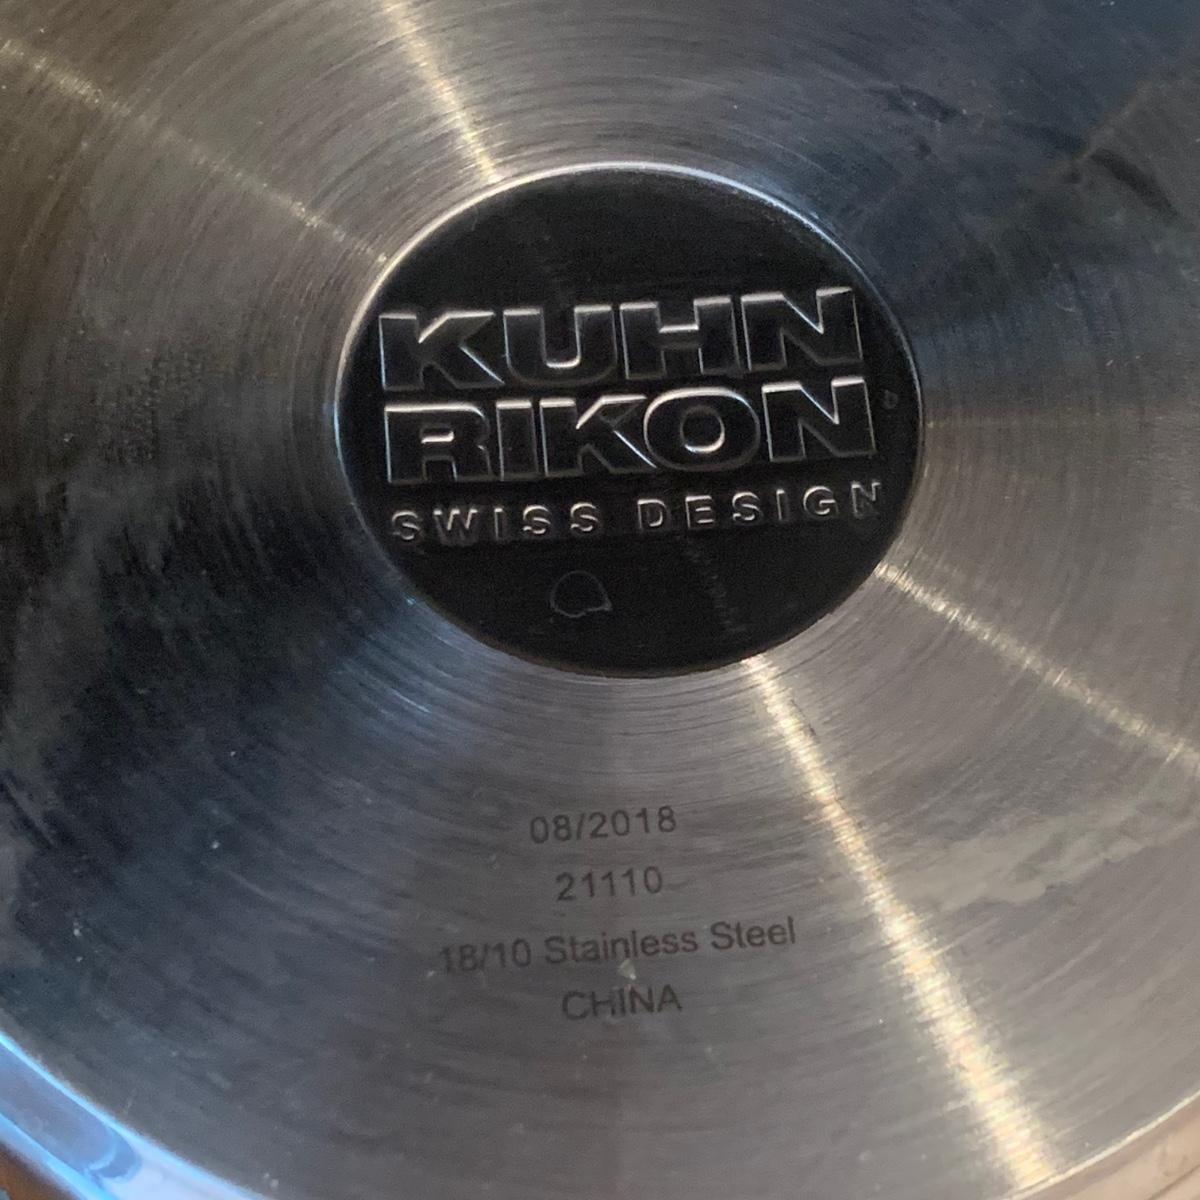 KUHN
RIKON
SWISS DESIGN
08/2018
21110
18/10 Stainless Steel
CHINA